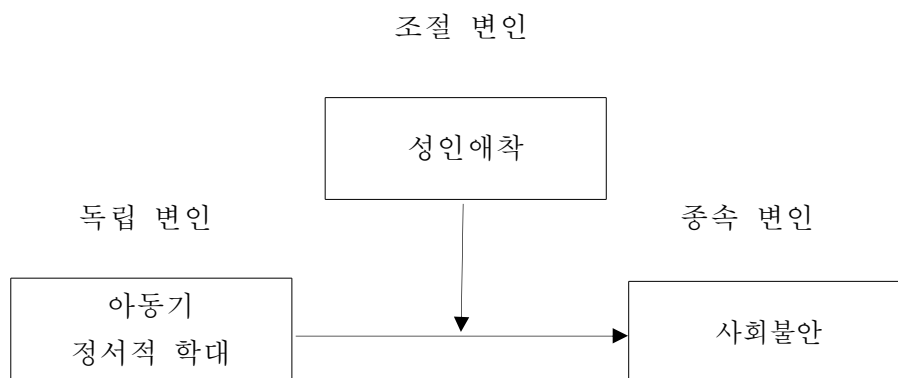 조절 변인
성인애착
독립 변인
종속 변인
아동기
정서적 학대
사회불안